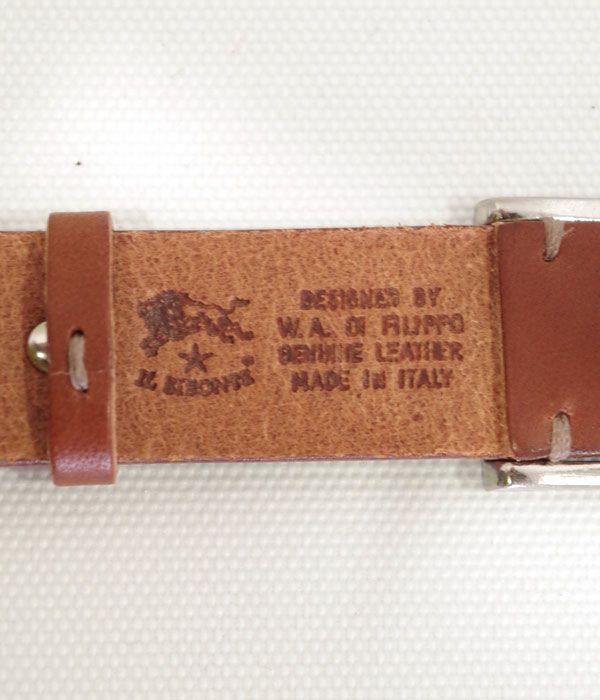 IL BISONTE®
DESIGNED BY
W. A. DI FILIPPO
GENUINE LEATHER
MADE IN ITALY